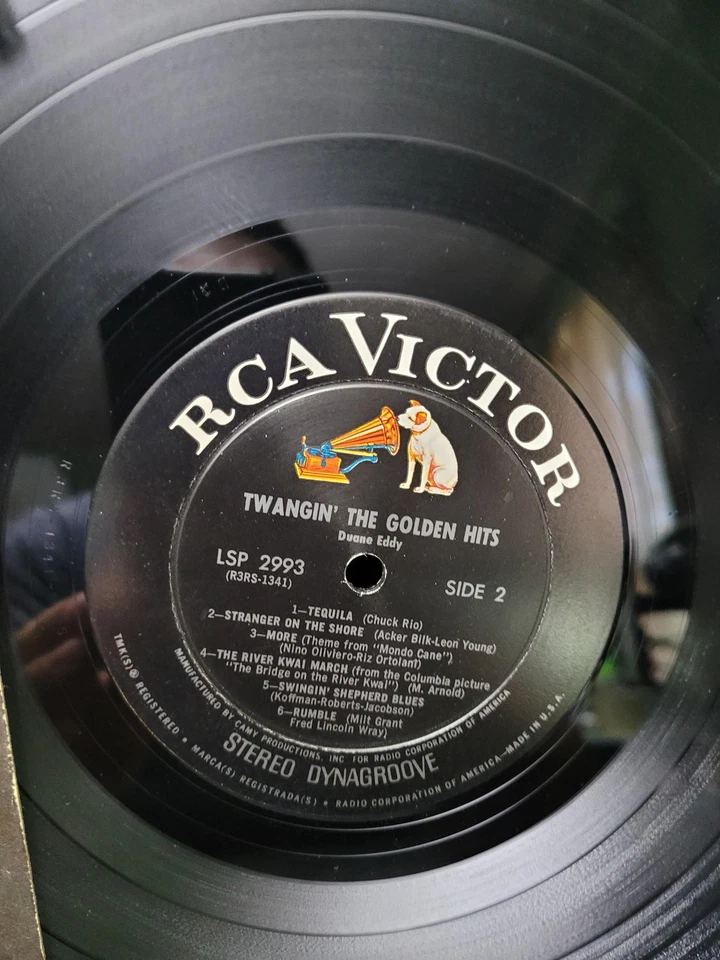 RCA VICTOR
TWANGIN' THE GOLDEN HITS
Duane Eddy
LSP 2993
(R3RS-1341)
SIDE 2
1—TEQUILA (Chuck Rio)
2—STRANGER ON THE SHORE (Acker Bilk-Leon Young)
3—MORE (Theme from "Mondo Cane")
(Nino Oliviero-Riz Ortolani)
4—THE RIVER KWAI MARCH (from the Columbia picture
"The Bridge on the River Kwai") (M. Arnold)
5—SWINGIN' SHEPHERD BLUES
(Koffman-Roberts-Jacobson)
6—RUMBLE (Milt Grant
Fred Lincoln Wray)
MANUFACTURED BY CAMY PRODUCTIONS, INC FOR RADIO CORPORATION OF AMERICA
STEREO DYNAGROOVE
TMK(S) ® REGISTERED • MARCA(S) REGISTRADA(S) • RADIO CORPORATION OF AMERICA—MADE IN U.S.A.